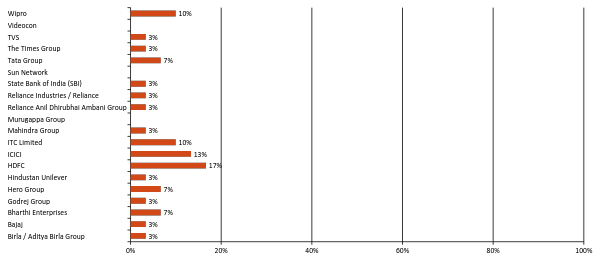 Wipro 10%
Videocon
TVS 3%
The Times Group 3%
Tata Group 7%
Sun Network
State Bank of India (SBI) 3%
Reliance Industries / Reliance 3%
Reliance Anil Dhirubhai Ambani Group 3%
Murugappa Group
Mahindra Group 3%
ITC Limited 10%
ICICI 13%
HDFC 17%
Hindustan Unilever 3%
Hero Group 7%
Godrej Group 3%
Bharthi Enterprises 7%
Bajaj 3%
Birla / Aditya Birla Group 3%
0% 20% 40% 60% 80% 100%